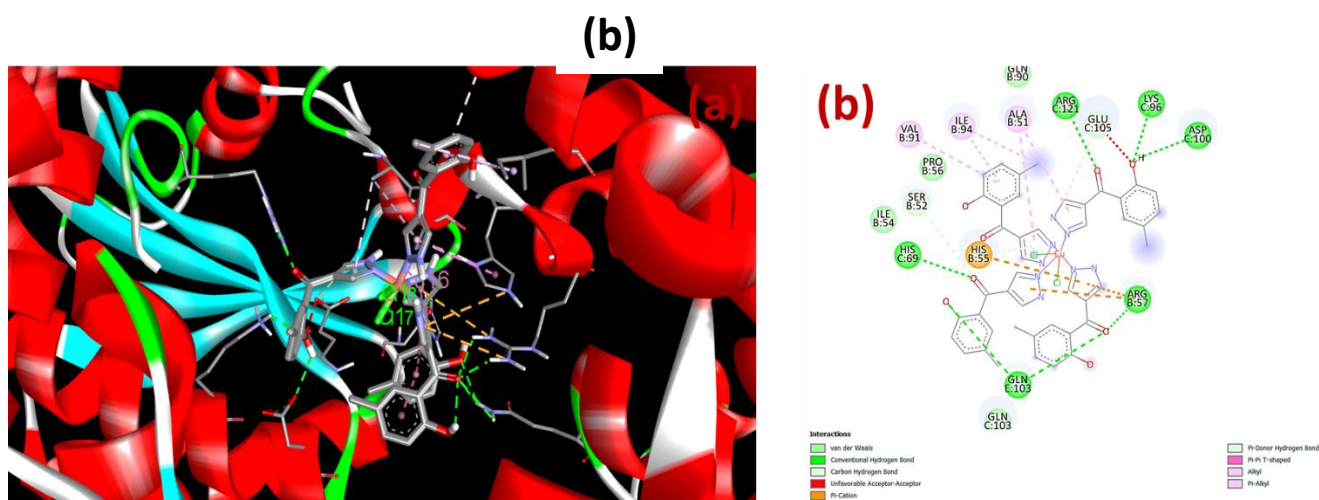 (b)
(a)
(b)
GLN
B:90
ARG
C:121
LYS
C:96
ASP
C:100
GLU
C:105
ALA
B:51
ILE
B:94
VAL
B:91
PRO
B:56
SER
B:52
ILE
B:54
HIS
C:69
HIS
B:55
ARG
B:57
GLN
C:103
GLN
C:103
H
O
O
O
O
O
O
O
O
N
N
N
N
N
N
N
N
Cl
Cl
Interactions
van der Waals
Conventional Hydrogen Bond
Carbon Hydrogen Bond
Unfavorable Acceptor-Acceptor
Pi-Cation
Pi-Donor Hydrogen Bond
Pi-Pi T-shaped
Alkyl
Pi-Alkyl